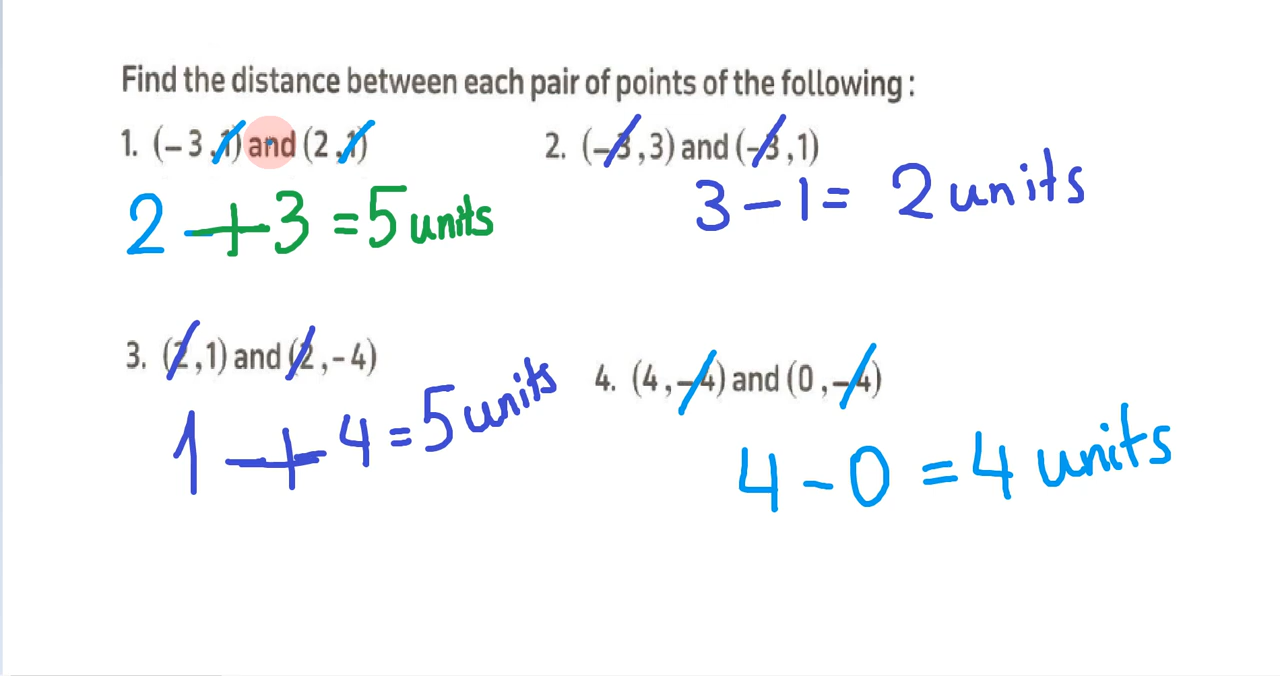 Find the distance between each pair of points of the following :
1. (-3 ,1) and (2 ,1)
2 + 3 = 5 units
2. (-3 ,3) and (-3 ,1)
3 - 1 = 2 units
3. (2 ,1) and (2 ,-4)
1 + 4 = 5 units
4. (4 ,-4) and (0 ,-4)
4 - 0 = 4 units